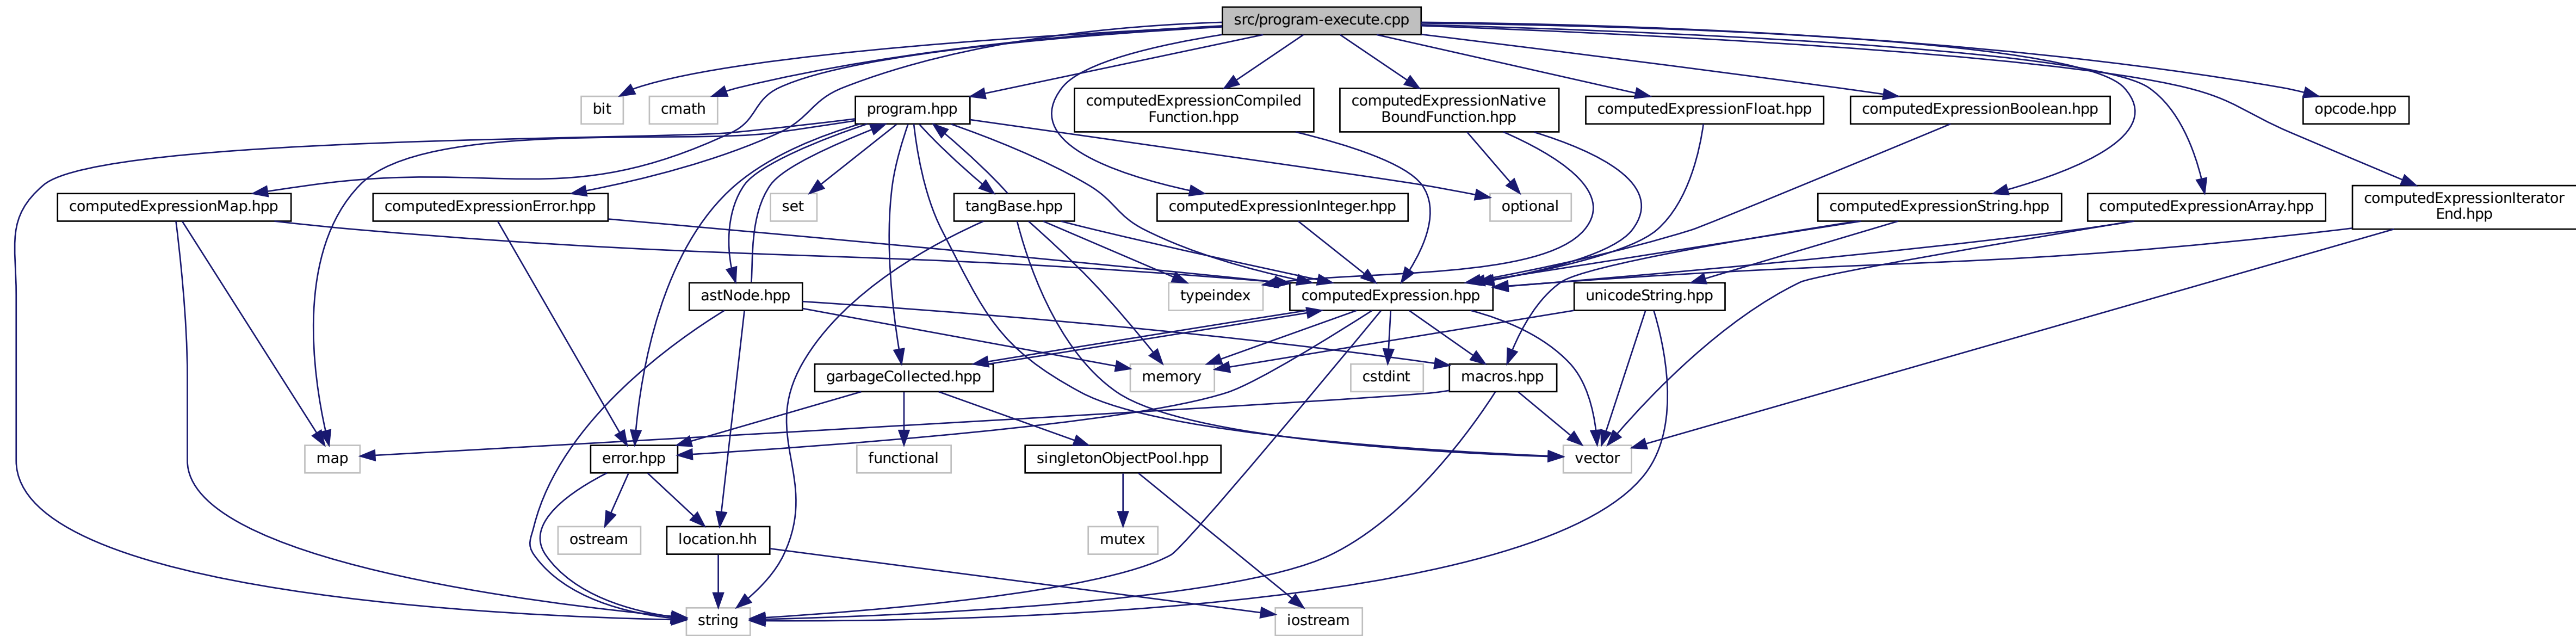 src/program-execute.cpp
bit
cmath
program.hpp
computedExpressionCompiled
Function.hpp
computedExpressionNative
BoundFunction.hpp
computedExpressionFloat.hpp
computedExpressionBoolean.hpp
opcode.hpp
computedExpressionMap.hpp
computedExpressionError.hpp
set
tangBase.hpp
computedExpressionInteger.hpp
optional
computedExpressionString.hpp
computedExpressionArray.hpp
computedExpressionIterator
End.hpp
astNode.hpp
typeindex
computedExpression.hpp
unicodeString.hpp
garbageCollected.hpp
memory
cstdint
macros.hpp
map
error.hpp
functional
singletonObjectPool.hpp
vector
ostream
location.hh
mutex
string
iostream